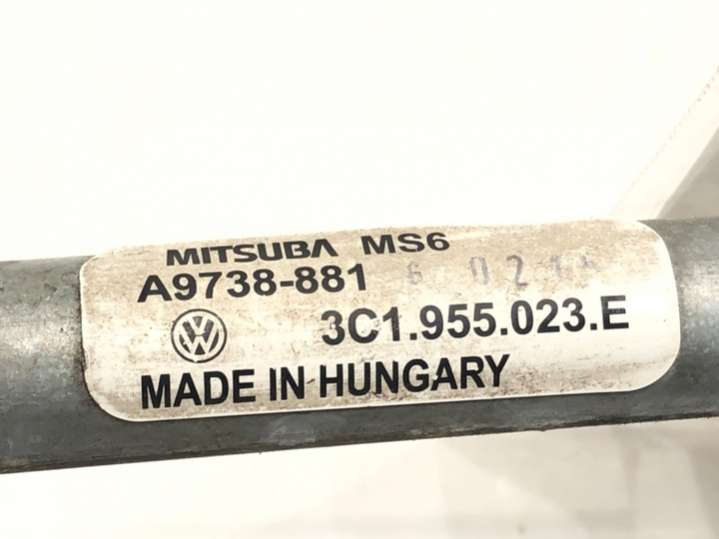 MITSUBA MS6
A9738-881
3C1.955.023.E
MADE IN HUNGARY